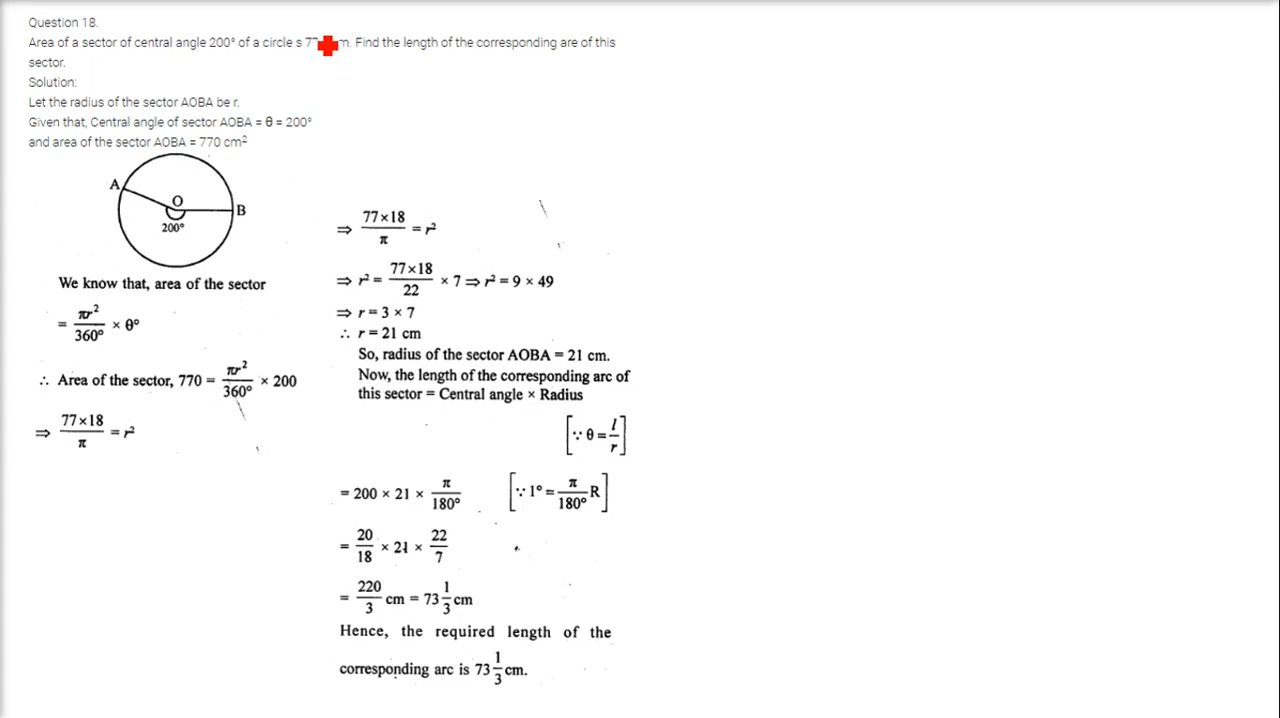 Question 18.
Area of a sector of central angle 200° of a circle s 77 Find the length of the corresponding are of this
sector.
Solution:
Let the radius of the sector AOBA be r.
Given that, Central angle of sector AOBA = θ = 200°
and area of the sector AOBA = 770 cm²
A
O
B
200°
We know that, area of the sector
= πr²/360° × θ°
∴ Area of the sector, 770 = πr²/360° × 200
⇒ 77×18/π = r²
⇒ 77×18/π = r²
⇒ r² = 77×18/22 × 7 ⇒ r² = 9 × 49
⇒ r = 3 × 7
∴ r = 21 cm
So, radius of the sector AOBA = 21 cm.
Now, the length of the corresponding arc of
this sector = Central angle × Radius
[∵ θ = l/r]
= 200 × 21 × π/180° [∵ 1° = π/180° R]
= 20/18 × 21 × 22/7
= 220/3 cm = 73 1/3 cm
Hence, the required length of the
corresponding arc is 73 1/3 cm.